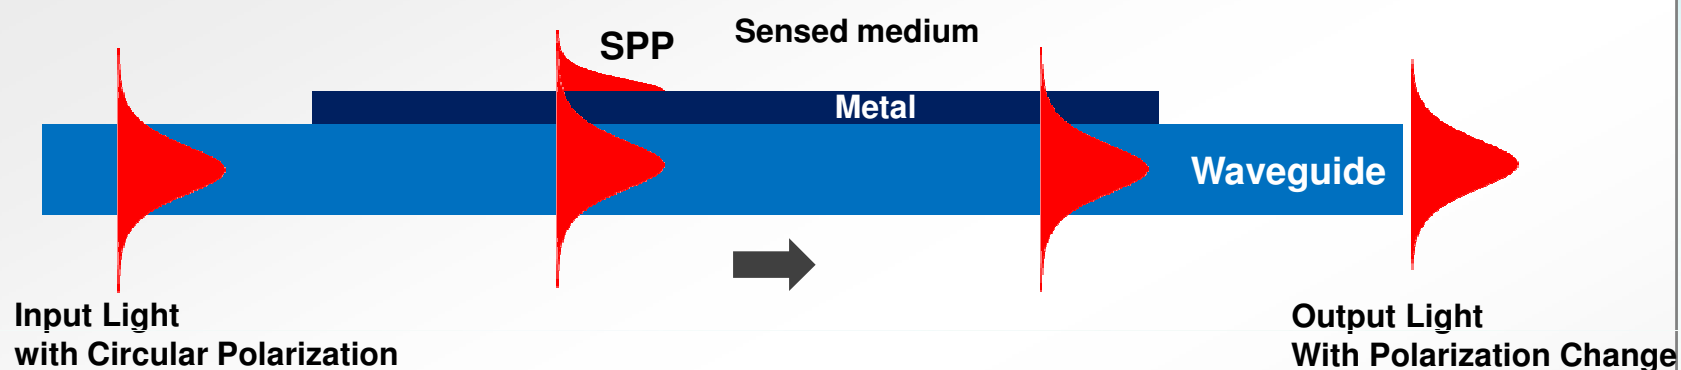 SPP
Sensed medium
Metal
Waveguide
Input Light
with Circular Polarization
Output Light
With Polarization Change